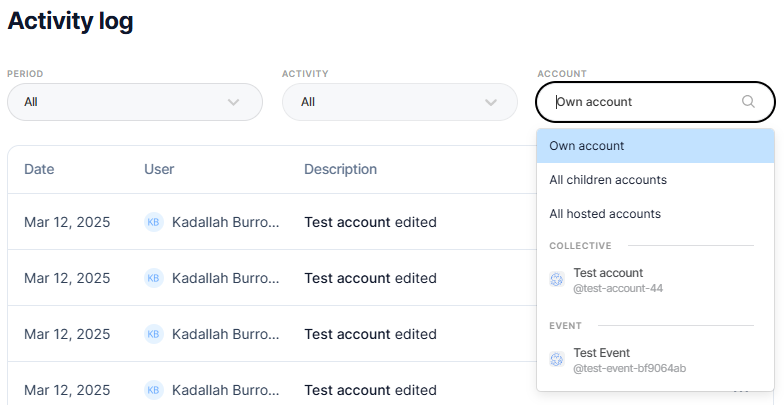 Activity log
PERIOD ACTIVITY ACCOUNT
All All Own account
Own account
All children accounts
All hosted accounts
COLLECTIVE
Test account
@test-account-44
EVENT
Test Event
@test-event-bf9064ab
Date User Description
Mar 12, 2025 KB Kadallah Burro... Test account edited
Mar 12, 2025 KB Kadallah Burro... Test account edited
Mar 12, 2025 KB Kadallah Burro... Test account edited
Mar 12, 2025 KB Kadallah Burro... Test account edited